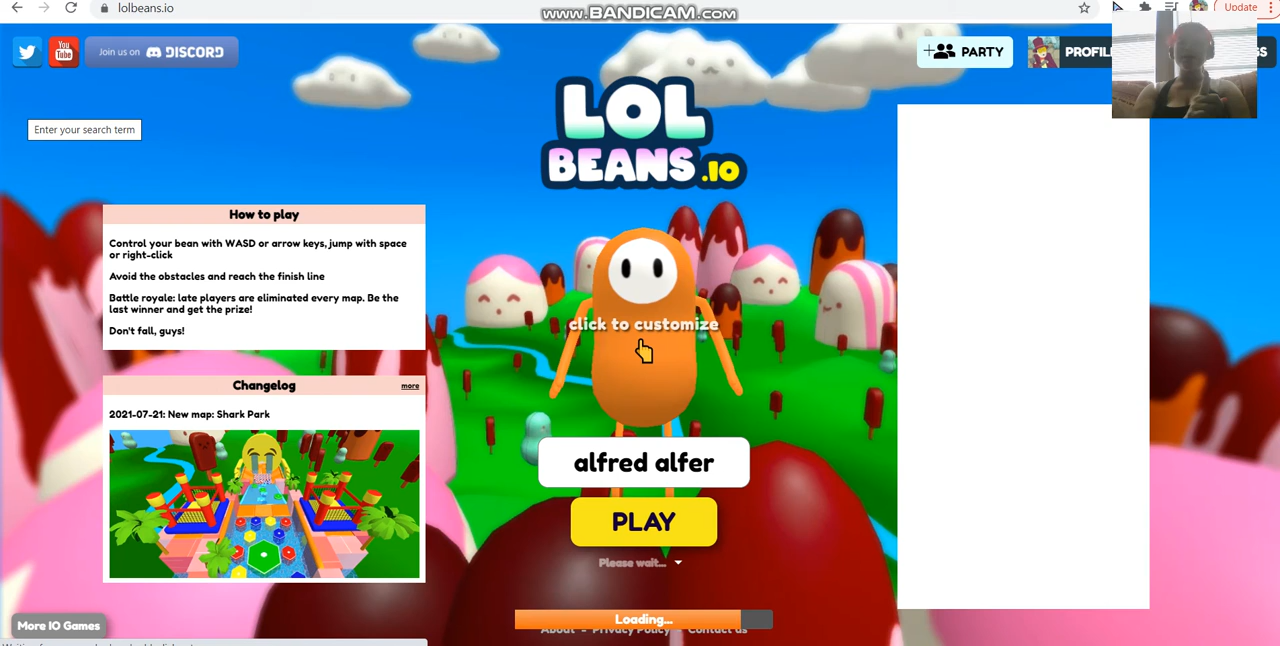 lolbeans.io
www.BANDICAM.com
Update
You
Tube
Join us on DISCORD
PARTY
PROFIL
S
LOL
BEANS.IO
Enter your search term
How to play
Control your bean with WASD or arrow keys, jump with space
or right-click
Avoid the obstacles and reach the finish line
Battle royale: late players are eliminated every map. Be the
last winner and get the prize!
Don't fall, guys!
click to customize
Changelog
more
2021-07-21: New map: Shark Park
alfred alfer
PLAY
Please wait...
More IO Games
Loading...
About - Privacy Policy - Contact us